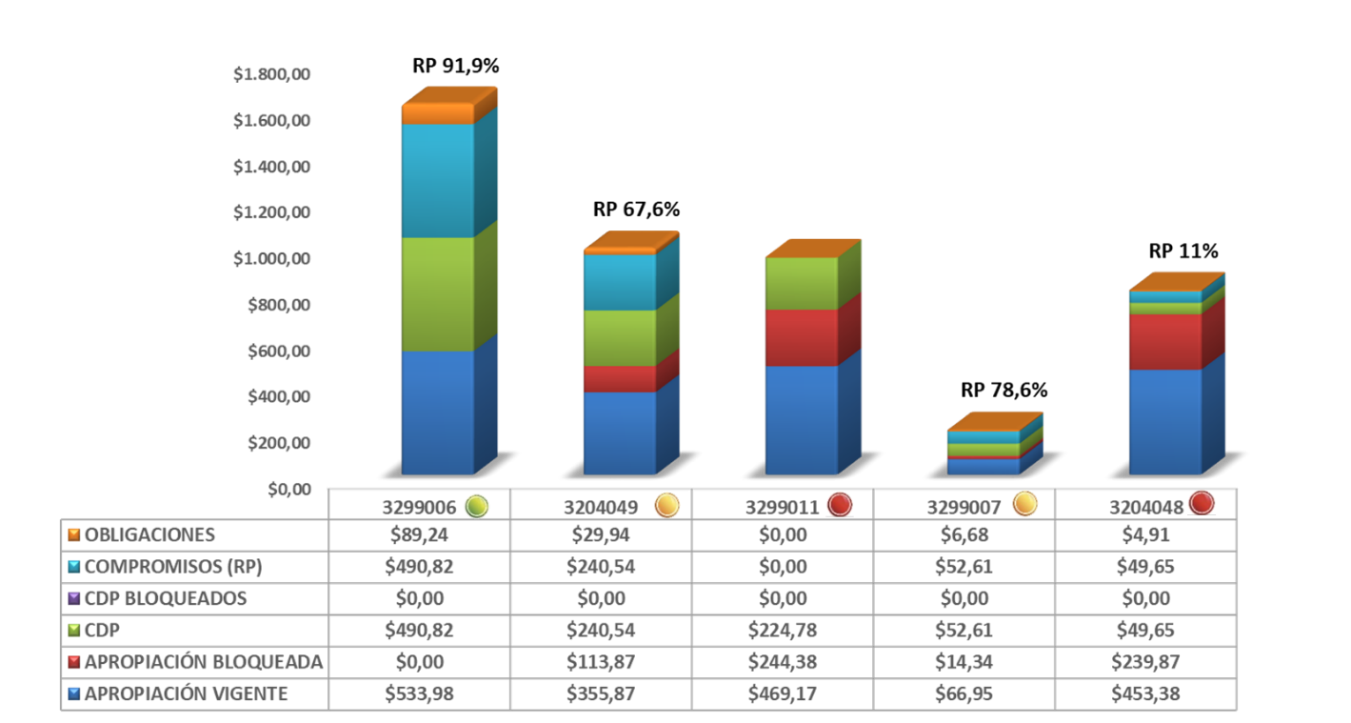 RP 91,9%
$1.800,00
$1.600,00
$1.400,00
RP 67,6%
$1.200,00
RP 11%
$1.000,00
$800,00
$600,00
RP 78,6%
$400,00
$200,00
$0,00
3299006 3204049 3299011 3299007 3204048
OBLIGACIONES $89,24 $29,94 $0,00 $6,68 $4,91
COMPROMISOS (RP) $490,82 $240,54 $0,00 $52,61 $49,65
CDP BLOQUEADOS $0,00 $0,00 $0,00 $0,00 $0,00
CDP $490,82 $240,54 $224,78 $52,61 $49,65
APROPIACIÓN BLOQUEADA $0,00 $113,87 $244,38 $14,34 $239,87
APROPIACIÓN VIGENTE $533,98 $355,87 $469,17 $66,95 $453,38